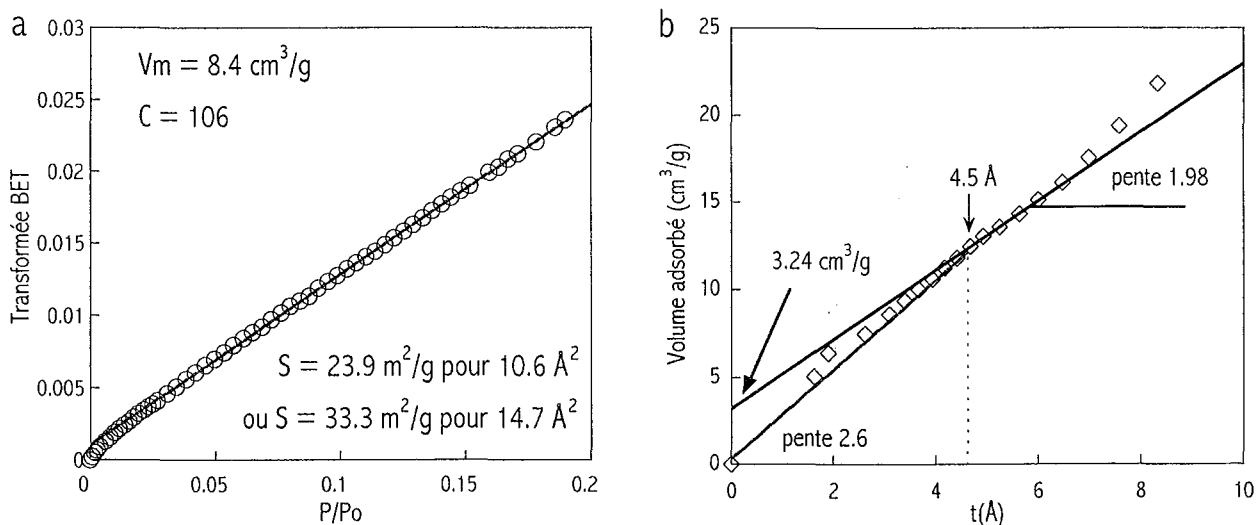 a
0.03
0.025
0.02
0.015
0.01
0.005
0
Transformée BET
Vm = 8.4 cm³/g
C = 106
S = 23.9 m²/g pour 10.6 Å²
ou S = 33.3 m²/g pour 14.7 Å²
0 0.05 0.1 0.15 0.2
P/Po
b
25
20
15
10
5
0
Volume adsorbé (cm³/g)
4.5 Å
pente 1.98
3.24 cm³/g
pente 2.6
0 2 4 6 8 10
t(Å)